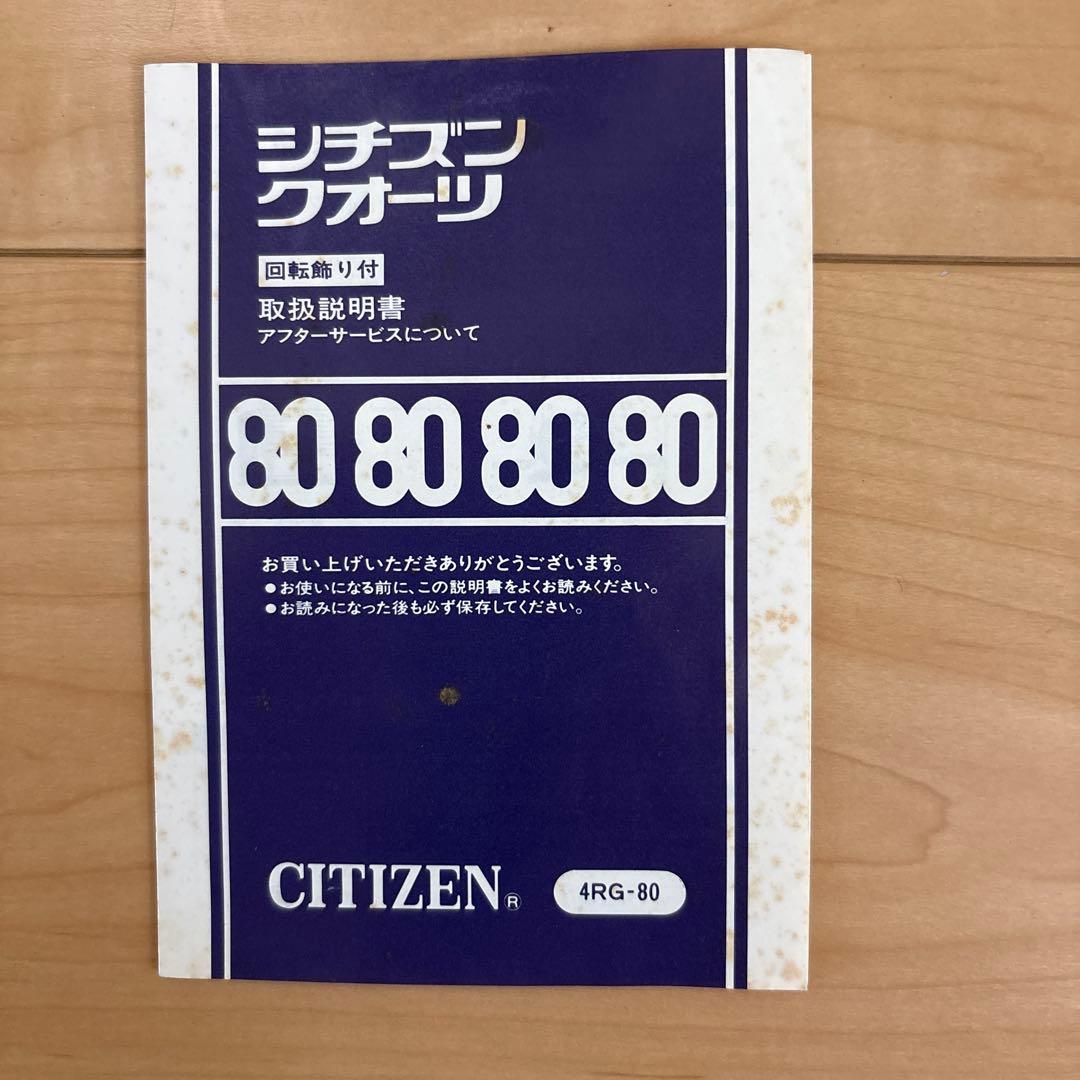 シチズン
クオーツ
回転飾り付
取扱説明書
アフターサービスについて
80 80 80 80
お買い上げいただきありがとうございます。
●お使いになる前に、この説明書をよくお読みください。
●お読みになった後も必ず保存してください。
CITIZEN®
4RG-80